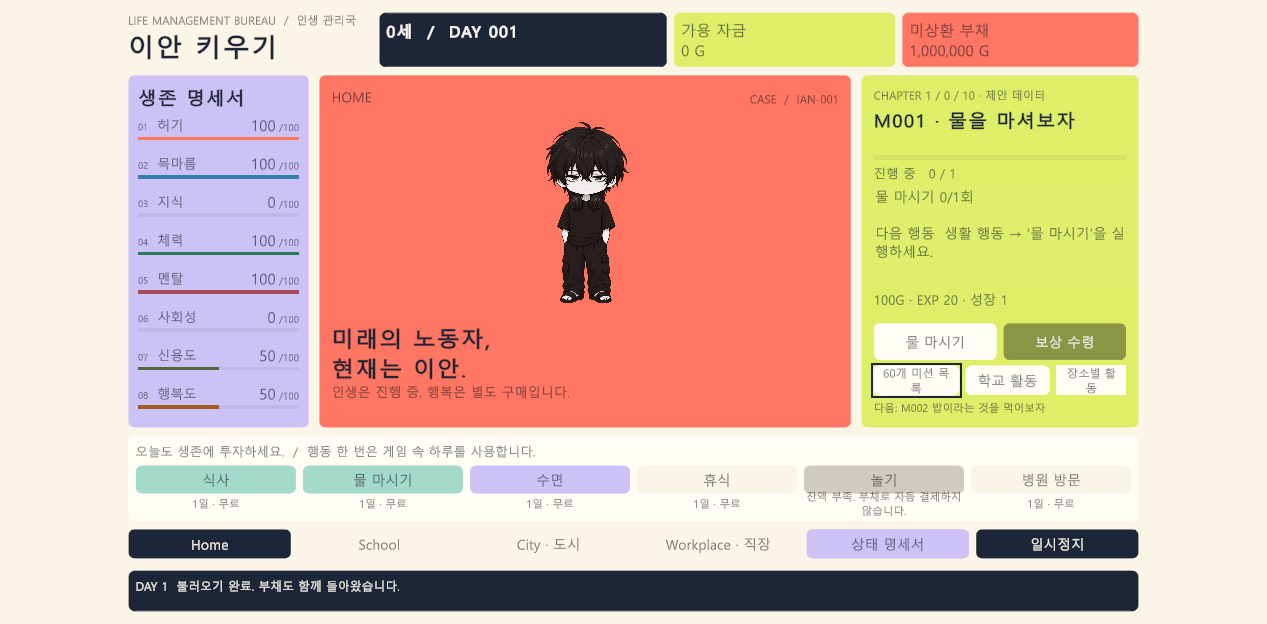 LIFE MANAGEMENT BUREAU / 인생 관리국
이안 키우기
0세 / DAY 001
가용 자금
0 G
미상환 부채
1,000,000 G
생존 명세서
01 허기 100 /100
02 목마름 100 /100
03 지식 0 /100
04 체력 100 /100
05 멘탈 100 /100
06 사회성 0 /100
07 신용도 50 /100
08 행복도 50 /100
HOME
CASE / IAN-001
미래의 노동자,
현재는 이안.
인생은 진행 중. 행복은 별도 구매입니다.
CHAPTER 1 / 0 / 10 · 제안 데이터
M001 · 물을 마셔보자
진행 중 0 / 1
물 마시기 0/1회
다음 행동 생활 행동 → ‘물 마시기’을 실
행하세요.
100G · EXP 20 · 성장 1
물 마시기
보상 수령
60개 미션 목
록
학교 활동
장소별 활
동
다음: M002 밥이라는 것을 먹어보자
오늘도 생존에 투자하세요. / 행동 한 번은 게임 속 하루를 사용합니다.
식사
물 마시기
수면
휴식
놀기
병원 방문
1일 · 무료
1일 · 무료
1일 · 무료
1일 · 무료
잔액 부족. 부채로 자동 결제하지
않습니다.
1일 · 무료
Home
School
City · 도시
Workplace · 직장
상태 명세서
일시정지
DAY 1 불러오기 완료. 부채도 함께 돌아왔습니다.